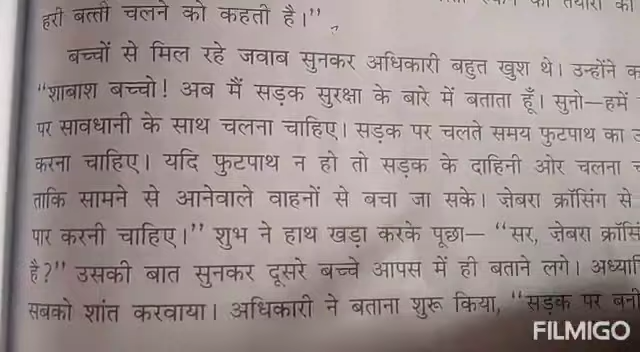 हरी बत्ती चलने को कहती है।”
बच्चों से मिल रहे जवाब सुनकर अधिकारी बहुत खुश थे। उन्होंने
“शाबाश बच्चो! अब मैं सड़क सुरक्षा के बारे में बताता हूँ। सुनो—हमें
पर सावधानी के साथ चलना चाहिए। सड़क पर चलते समय फुटपाथ का
करना चाहिए। यदि फुटपाथ न हो तो सड़क के दाहिनी ओर चलना
ताकि सामने से आनेवाले वाहनों से बचा जा सके। ज़ेबरा क्रॉसिंग से
पार करनी चाहिए।” शुभ ने हाथ खड़ा करके पूछा— “सर, ज़ेबरा
है?” उसकी बात सुनकर दूसरे बच्चे आपस में ही बताने लगे।
सबको शांत करवाया। अधिकारी ने बताना शुरू किया, “सड़क पर बनी
FILMIGO